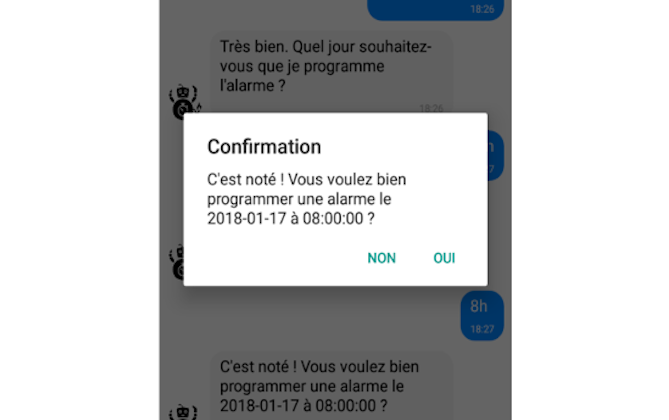 18:26
Très bien. Quel jour souhaitez-
vous que je programme
l'alarme ?
18:26
Confirmation
C'est noté ! Vous voulez bien
programmer une alarme le
2018-01-17 à 08:00:00 ?
NON
OUI
8h
18:27
C'est noté ! Vous voulez bien
programmer une alarme le
2018-01-17 à 08:00:00 ?